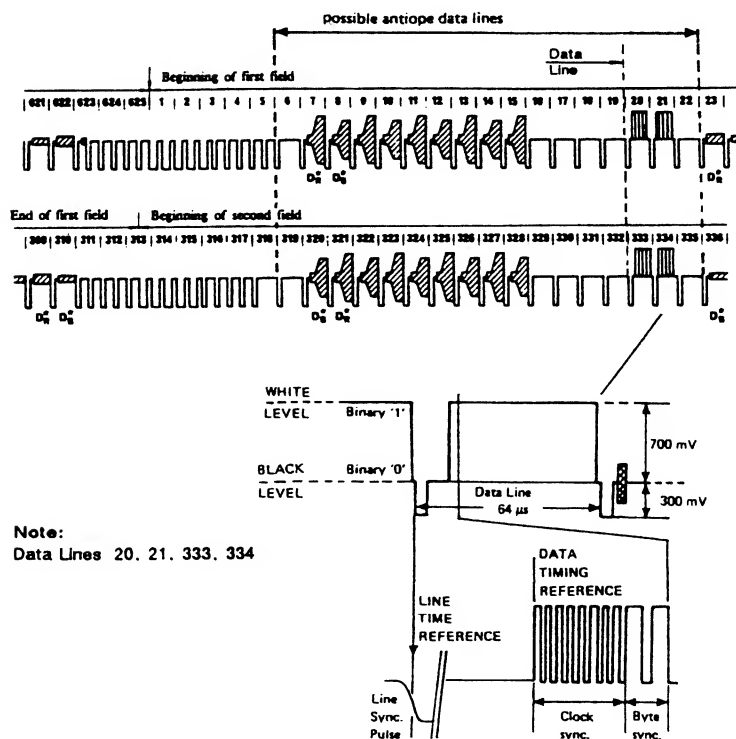 possible antiope data lines
Data
Line
Beginning of first field
621 | 622 | 623 | 624 | 625 | 1 | 2 | 3 | 4 | 5 | 6 | 7 | 8 | 9 | 10 | 11 | 12 | 13 | 14 | 15 | 16 | 17 | 18 | 19 | 20 | 21 | 22 | 23 |
End of first field
Beginning of second field
309 | 310 | 311 | 312 | 313 | 314 | 315 | 316 | 317 | 318 | 319 | 320 | 321 | 322 | 323 | 324 | 325 | 326 | 327 | 328 | 329 | 330 | 331 | 332 | 333 | 334 | 335 | 336
WHITE
LEVEL
Binary '1'
BLACK
LEVEL
Binary '0'
700 mV
300 mV
Data Line
64 µs
Note:
Data Lines 20, 21, 333, 334
DATA
TIMING
REFERENCE
LINE
TIME
REFERENCE
Line
Sync.
Pulse
Clock
sync.
Byte
sync.